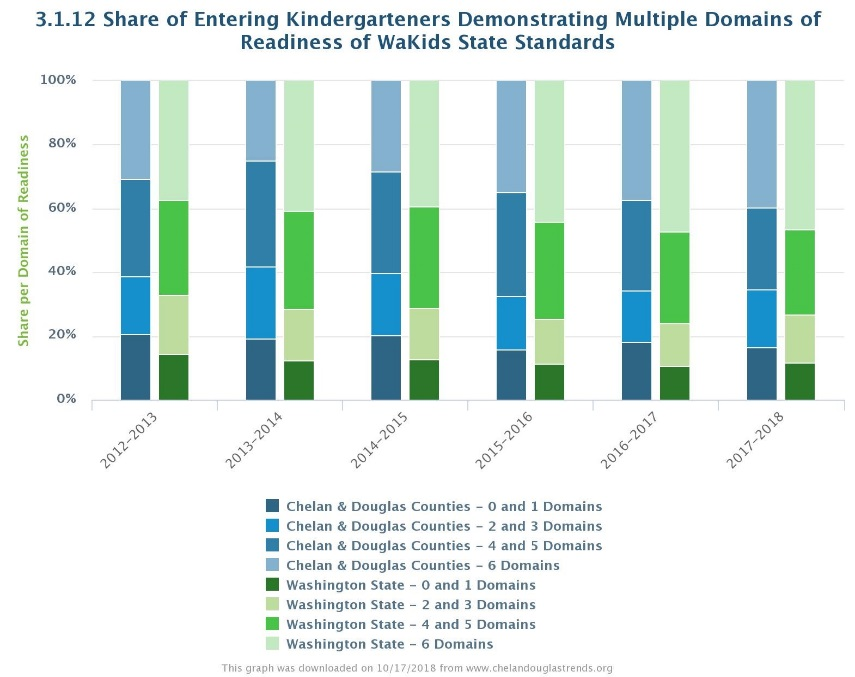 3.1.12 Share of Entering Kindergarteners Demonstrating Multiple Domains of
Readiness of WaKids State Standards
Share per Domain of Readiness
100%
80%
60%
40%
20%
0%
2012-2013
2013-2014
2014-2015
2015-2016
2016-2017
2017-2018
Chelan & Douglas Counties - 0 and 1 Domains
Chelan & Douglas Counties - 2 and 3 Domains
Chelan & Douglas Counties - 4 and 5 Domains
Chelan & Douglas Counties - 6 Domains
Washington State - 0 and 1 Domains
Washington State - 2 and 3 Domains
Washington State - 4 and 5 Domains
Washington State - 6 Domains
This graph was downloaded on 10/17/2018 from www.chelandouglastrends.org